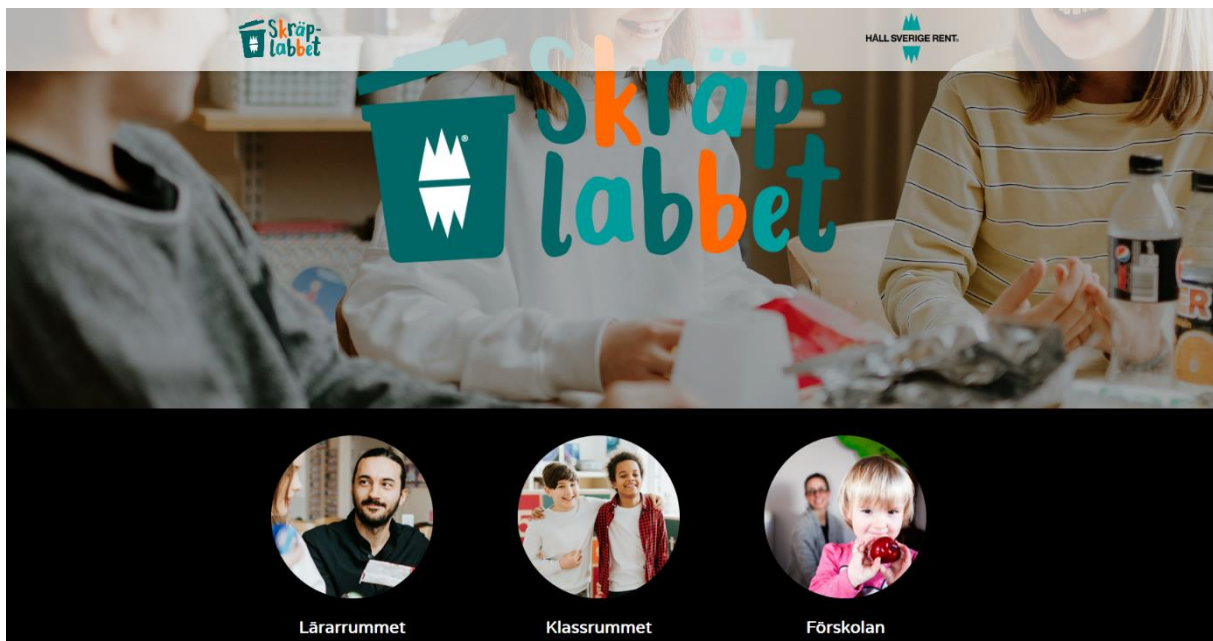 Skräp-
labbet
HÅLL SVERIGE RENT®
Skräp-
labbet
Lärarrummet
Klassrummet
Förskolan